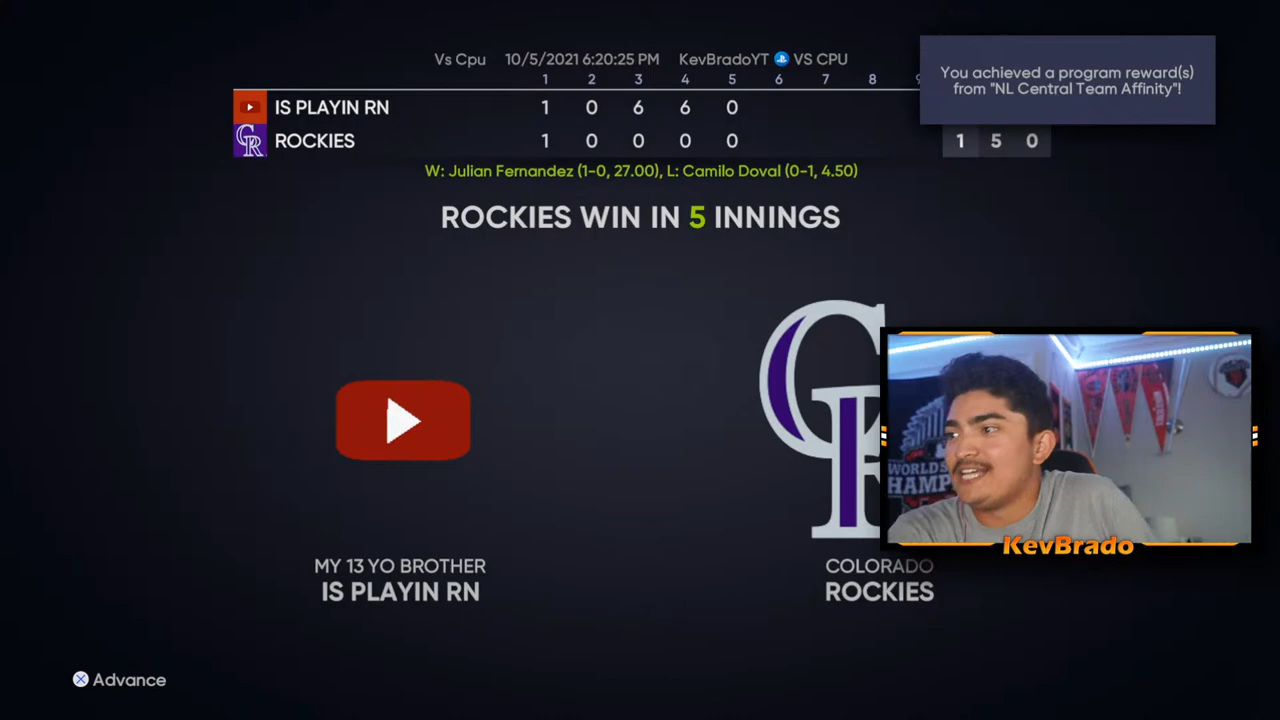 Vs Cpu 10/5/2021 6:20:25 PM KevBradoYT VS CPU
1 2 3 4 5 6 7 8
IS PLAYIN RN 1 0 6 6 0
ROCKIES 1 0 0 0 0 1 5 0
You achieved a program reward(s)
from "NL Central Team Affinity"!
W: Julian Fernandez (1-0, 27.00), L: Camilo Doval (0-1, 4.50)
ROCKIES WIN IN 5 INNINGS
CR
WORLDS
CHAMP
KevBrado
MY 13 YO BROTHER
IS PLAYIN RN
COLORADO
ROCKIES
Advance